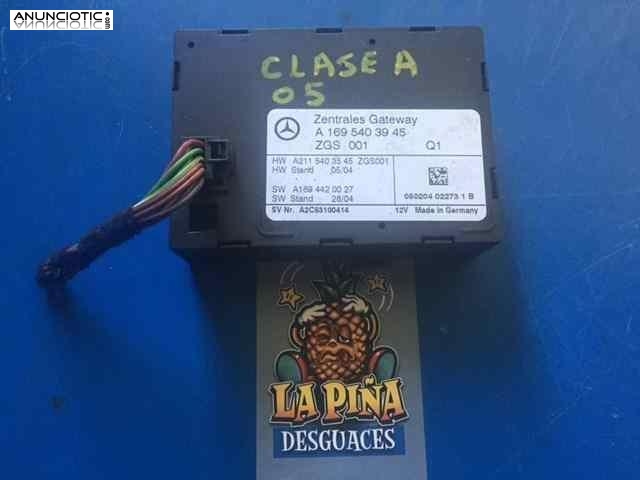 ANUNCIOTIC.com
CLASE A
05
Zentrales Gateway
A 169 540 39 45
ZGS 001 Q1
HW A211 540 35 45 ZGS001
HW Stand 05/04
SW A169 442 00 27
SW Stand 28/04
050204 02273 1 B
SV Nr. A2C53100414 12V Made in Germany
LA PIÑA
DESGUACES